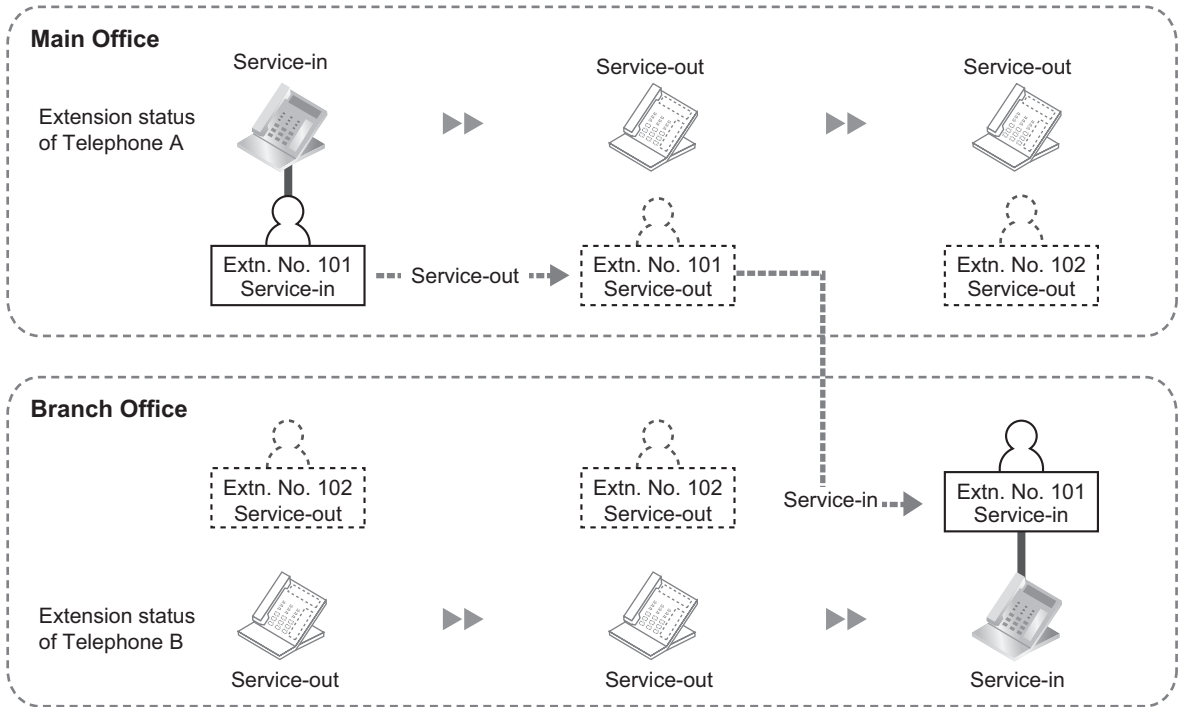 Main Office
Service-in
Service-out
Service-out
Extension status
of Telephone A
Extn. No. 101
Service-in
Service-out
Extn. No. 101
Service-out
Extn. No. 102
Service-out
Branch Office
Extn. No. 102
Service-out
Extn. No. 102
Service-out
Service-in
Extn. No. 101
Service-in
Extension status
of Telephone B
Service-out
Service-out
Service-in